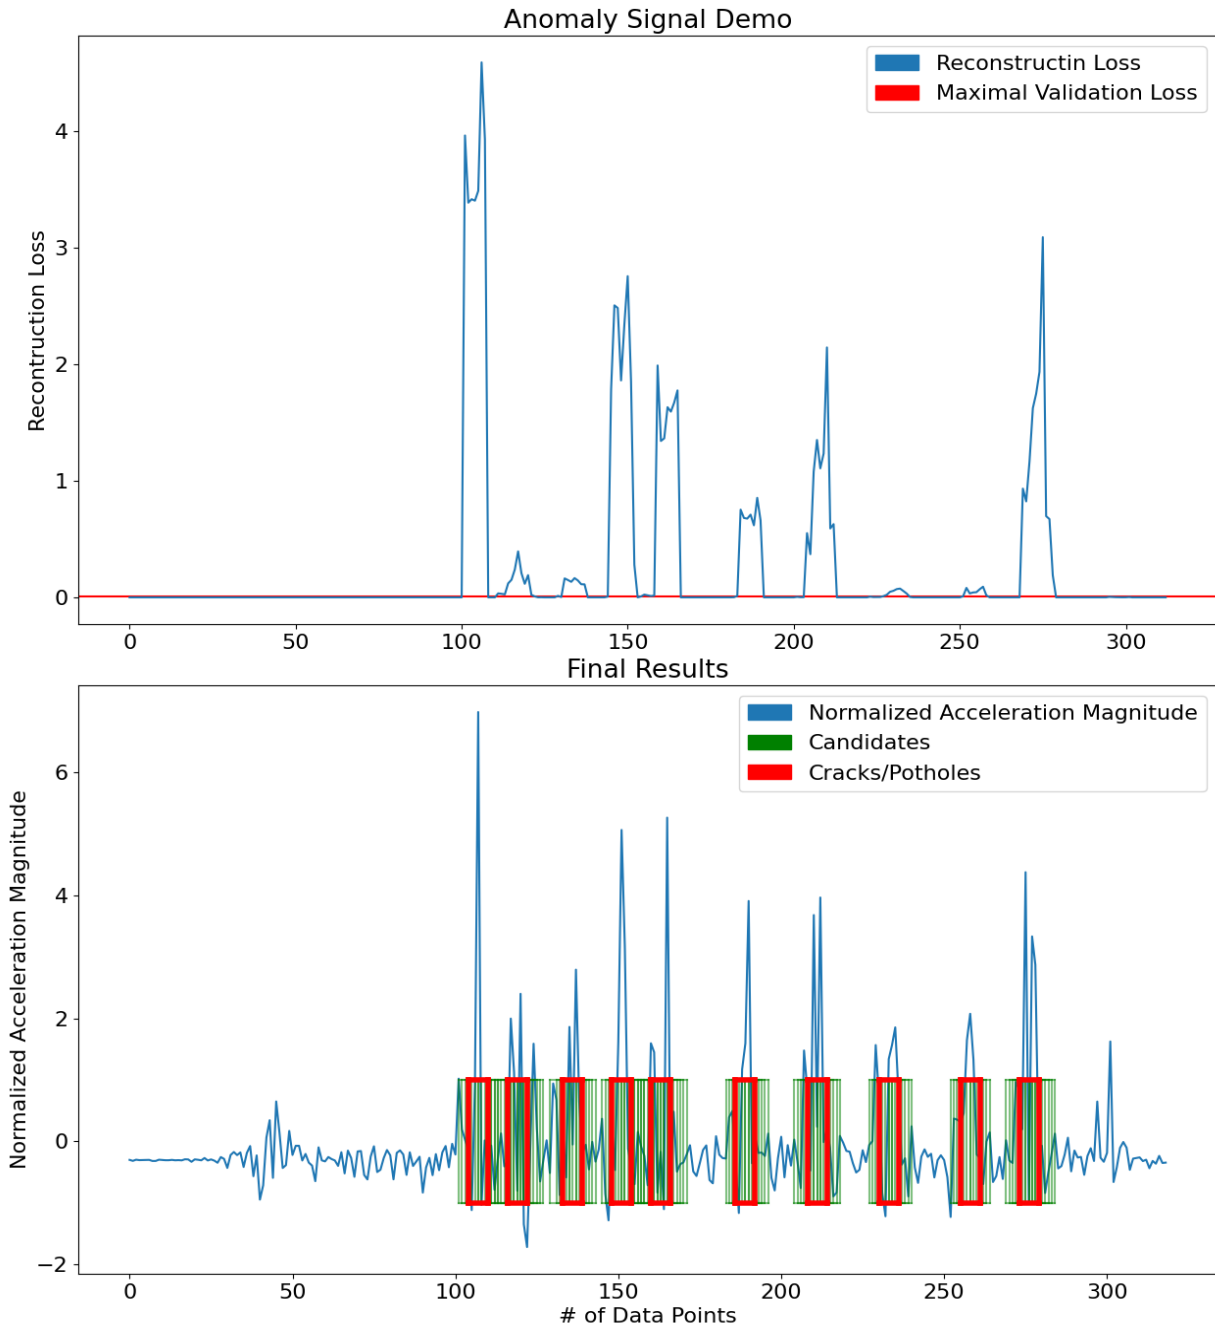 Anomaly Signal Demo
Reconstructin Loss
Maximal Validation Loss
Recontruction Loss
4
3
2
1
0
0 50 100 150 200 250 300
Final Results
Normalized Acceleration Magnitude
Candidates
Cracks/Potholes
Normalized Acceleration Magnitude
6
4
2
0
−2
0 50 100 150 200 250 300
# of Data Points